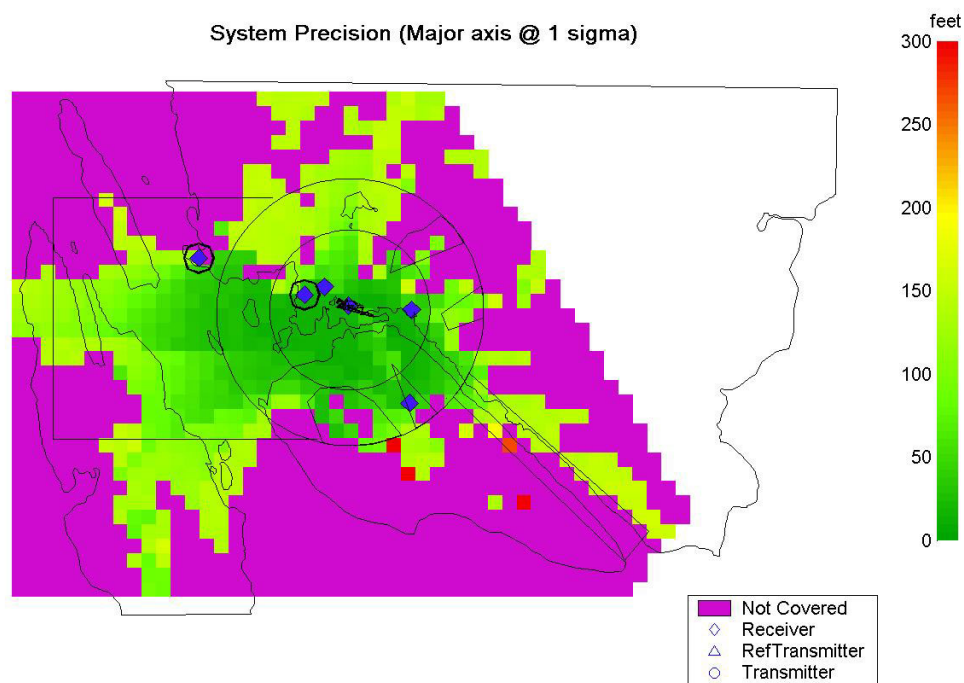 System Precision (Major axis @ 1 sigma)
feet
300
250
200
150
100
50
0
Not Covered
Receiver
RefTransmitter
Transmitter